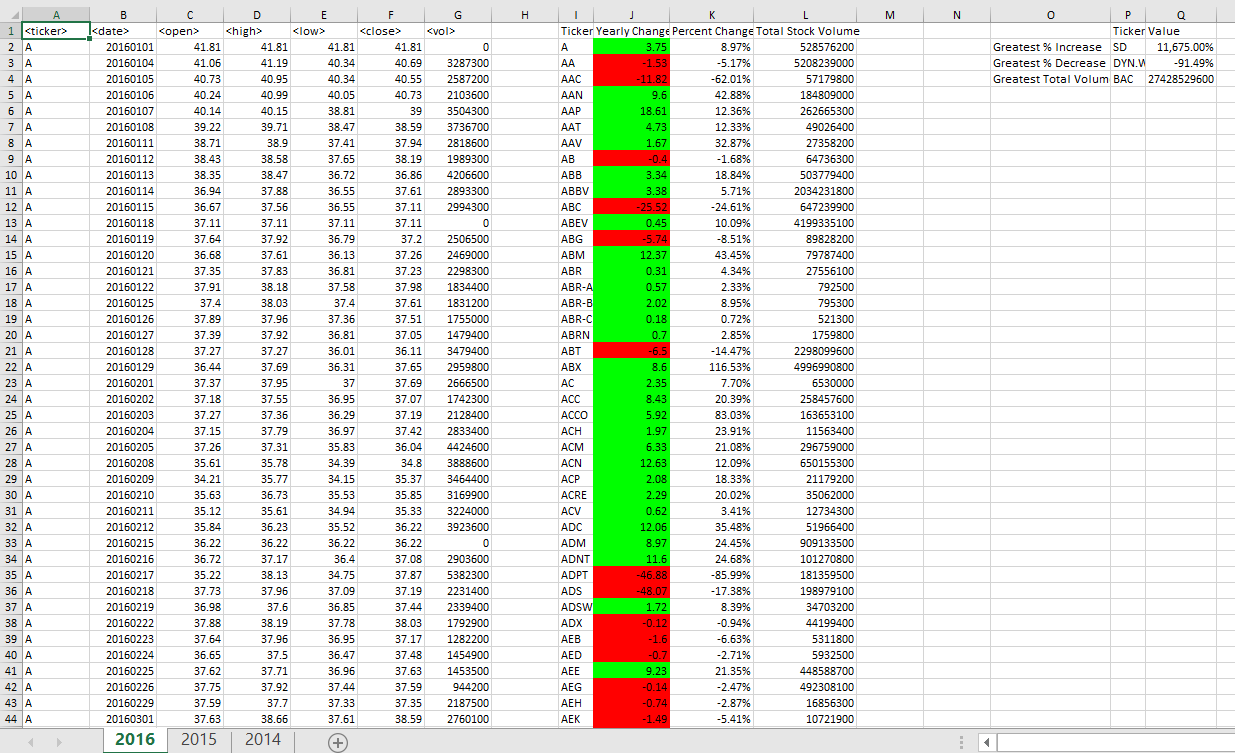 A B C D E F G H I J K L M N O P Q
1 <ticker> <date> <open> <high> <low> <close> <vol> Ticker Yearly Change Percent Change Total Stock Volume Ticker Value
2 A 20160101 41.81 41.81 41.81 41.81 0 A 3.75 8.97% 528576200 Greatest % Increase SD 11,675.00%
3 A 20160104 41.06 41.19 40.34 40.69 3287300 AA -1.53 -5.17% 5208239000 Greatest % Decrease DYN.W -91.49%
4 A 20160105 40.73 40.95 40.34 40.55 2587200 AAC -11.82 -62.01% 57179800 Greatest Total Volum BAC 27428529600
5 A 20160106 40.24 40.99 40.05 40.73 2103600 AAN 9.6 42.88% 184809000
6 A 20160107 40.14 40.15 38.81 39 3504300 AAP 18.61 12.36% 262665300
7 A 20160108 39.22 39.71 38.47 38.59 3736700 AAT 4.73 12.33% 49026400
8 A 20160111 38.71 38.9 37.41 37.94 2818600 AAV 1.67 32.87% 27358200
9 A 20160112 38.43 38.58 37.65 38.19 1989300 AB -0.4 -1.68% 64736300
10 A 20160113 38.35 38.47 36.72 36.86 4206600 ABB 3.34 18.84% 503779400
11 A 20160114 36.94 37.88 36.55 37.61 2893300 ABBV 3.38 5.71% 2034231800
12 A 20160115 36.67 37.56 36.55 37.11 2994300 ABC -25.52 -24.61% 647239900
13 A 20160118 37.11 37.11 37.11 37.11 0 ABEV 0.45 10.09% 4199335100
14 A 20160119 37.64 37.92 36.79 37.2 2506500 ABG -5.74 -8.51% 89828200
15 A 20160120 36.68 37.61 36.13 37.26 2469000 ABM 12.37 43.45% 79787400
16 A 20160121 37.35 37.83 36.81 37.23 2298300 ABR 0.31 4.34% 27556100
17 A 20160122 37.91 38.18 37.58 37.98 1834400 ABR-A 0.57 2.33% 792500
18 A 20160125 37.4 38.03 37.4 37.61 1831200 ABR-B 2.02 8.95% 795300
19 A 20160126 37.89 37.96 37.36 37.51 1755000 ABR-C 0.18 0.72% 521300
20 A 20160127 37.39 37.92 36.81 37.05 1479400 ABRN 0.7 2.85% 1759800
21 A 20160128 37.27 37.27 36.01 36.11 3479400 ABT -6.5 -14.47% 2298099600
22 A 20160129 36.44 37.69 36.31 37.65 2959800 ABX 8.6 116.53% 4996990800
23 A 20160201 37.37 37.95 37 37.69 2666500 AC 2.35 7.70% 6530000
24 A 20160202 37.18 37.55 36.95 37.07 1742300 ACC 8.43 20.39% 258457600
25 A 20160203 37.27 37.36 36.29 37.19 2128400 ACCO 5.92 83.03% 163653100
26 A 20160204 37.15 37.79 36.97 37.42 2833400 ACH 1.97 23.91% 11563400
27 A 20160205 37.26 37.31 35.83 36.04 4424600 ACM 6.33 21.08% 296759000
28 A 20160208 35.61 35.78 34.39 34.8 3888600 ACN 12.63 12.09% 650155300
29 A 20160209 34.21 35.77 34.15 35.37 3464400 ACP 2.08 18.33% 21179200
30 A 20160210 35.63 36.73 35.53 35.85 3169900 ACRE 2.29 20.02% 35062000
31 A 20160211 35.12 35.61 34.94 35.33 3224000 ACV 0.62 3.41% 12734300
32 A 20160212 35.84 36.23 35.52 36.22 3923600 ADC 12.06 35.48% 51966400
33 A 20160215 36.22 36.22 36.22 36.22 0 ADM 8.97 24.45% 909133500
34 A 20160216 36.72 37.17 36.4 37.08 2903600 ADNT 11.6 24.68% 101270800
35 A 20160217 35.22 38.13 34.75 37.87 5382300 ADPT -46.88 -85.99% 181359500
36 A 20160218 37.73 37.96 37.09 37.19 2231400 ADS -48.07 -17.38% 198979100
37 A 20160219 36.98 37.6 36.85 37.44 2339400 ADSW 1.72 8.39% 34703200
38 A 20160222 37.88 38.19 37.78 38.03 1792900 ADX -0.12 -0.94% 44199400
39 A 20160223 37.64 37.96 36.95 37.17 1282200 AEB -1.6 -6.63% 5311800
40 A 20160224 36.65 37.5 36.47 37.48 1454900 AED -0.7 -2.71% 5932500
41 A 20160225 37.62 37.71 36.96 37.63 1453500 AEE 9.23 21.35% 448588700
42 A 20160226 37.75 37.92 37.44 37.59 944200 AEG -0.14 -2.47% 492308100
43 A 20160229 37.59 37.7 37.33 37.35 2187500 AEH -0.74 -2.87% 16856300
44 A 20160301 37.63 38.66 37.61 38.59 2760100 AEK -1.49 -5.41% 10721900
2016 2015 2014